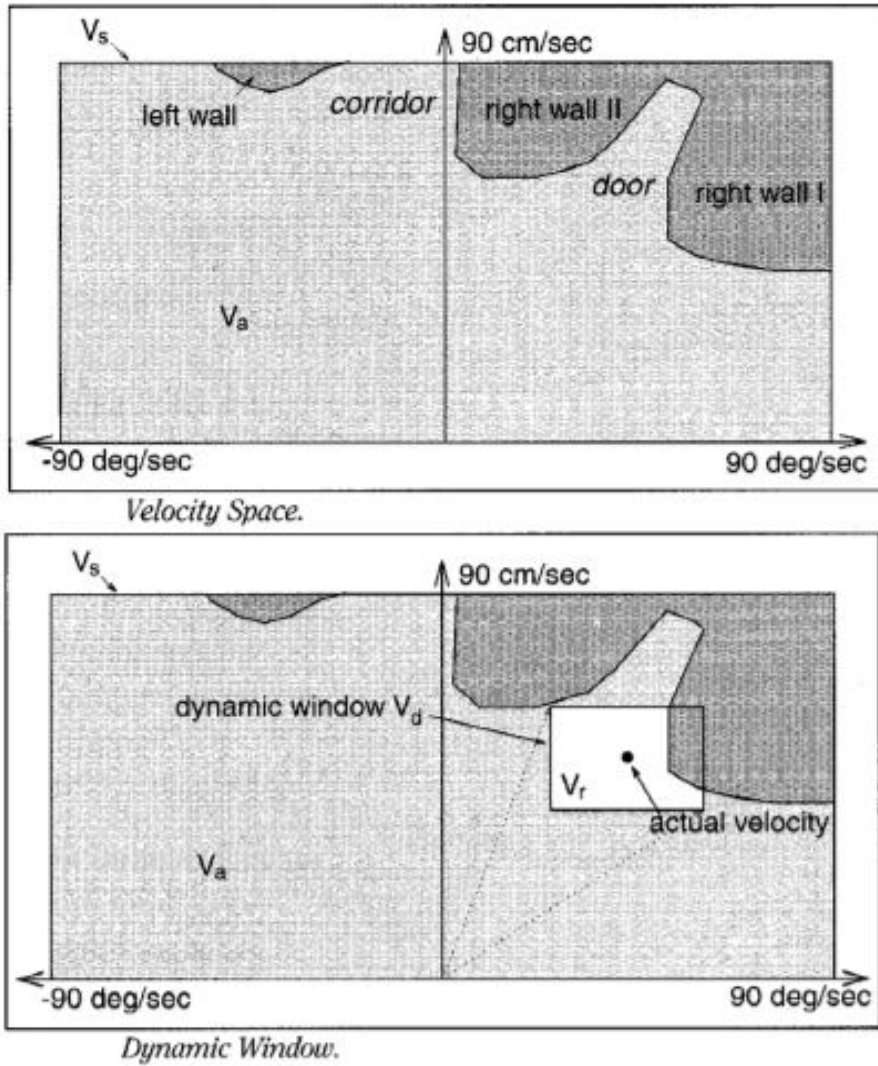 Vs
90 cm/sec
left wall
corridor
right wall II
door
right wall I
Va
-90 deg/sec
90 deg/sec
Velocity Space.
Vs
90 cm/sec
dynamic window Vd
Vr
actual velocity
Va
-90 deg/sec
90 deg/sec
Dynamic Window.